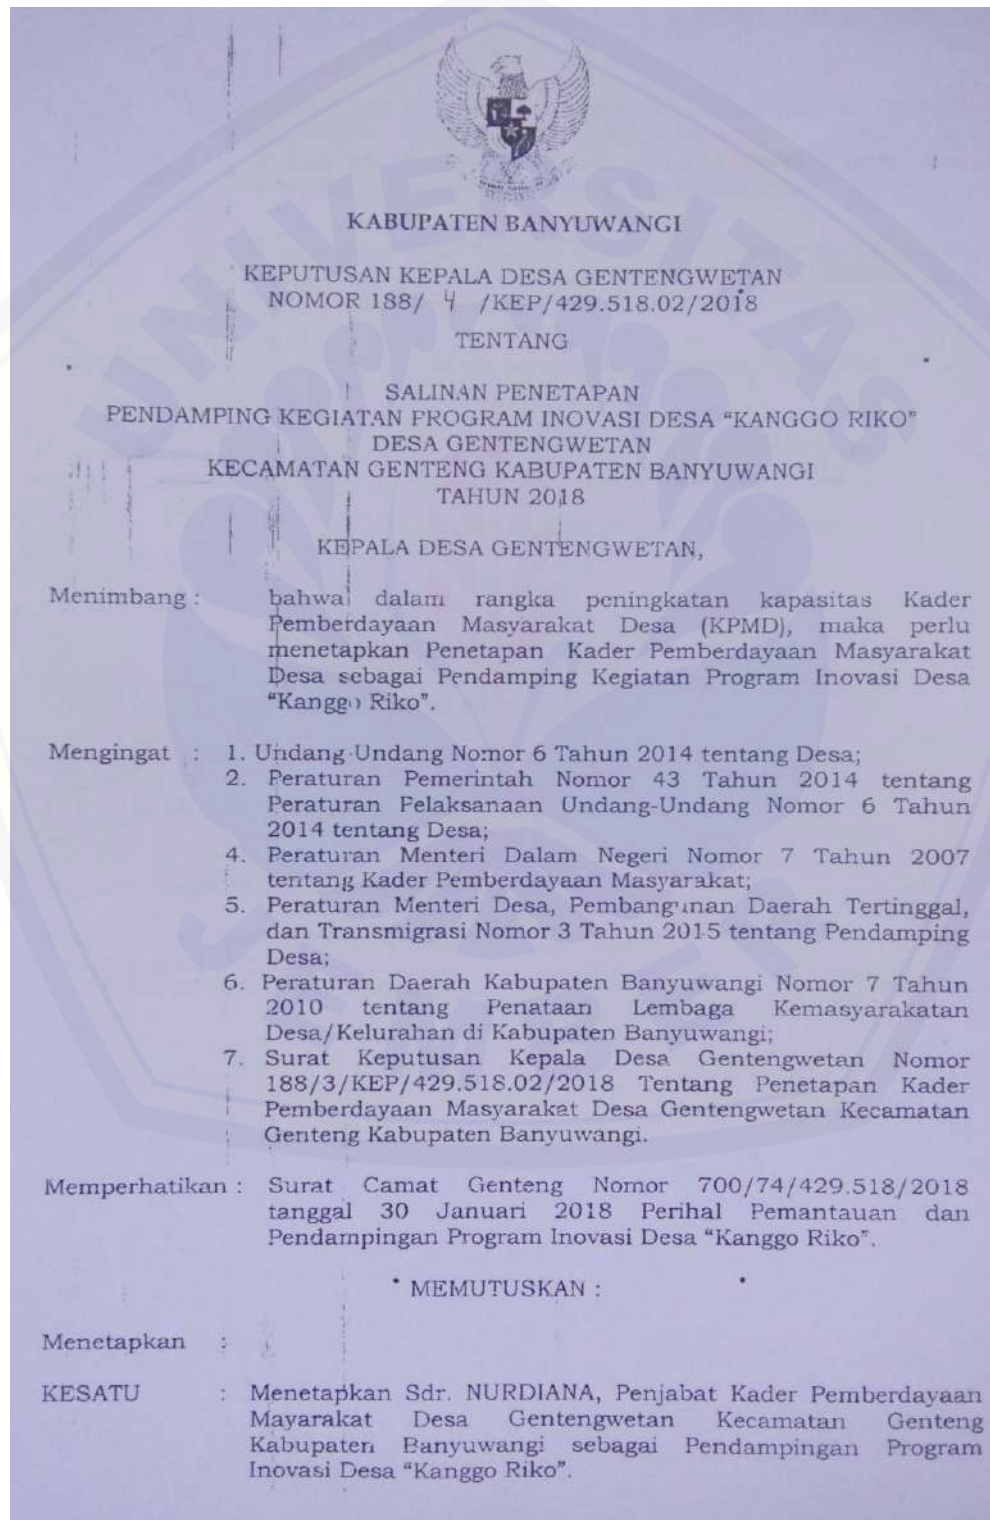 KABUPATEN BANYUWANGI
KEPUTUSAN KEPALA DESA GENTENGWETAN
NOMOR 188/ 4 /KEP/429.518.02/2018
TENTANG
SALINAN PENETAPAN
PENDAMPING KEGIATAN PROGRAM INOVASI DESA “KANGGO RIKO”
DESA GENTENGWETAN
KECAMATAN GENTENG KABUPATEN BANYUWANGI
TAHUN 2018
KEPALA DESA GENTENGWETAN,
Menimbang : bahwa dalam rangka peningkatan kapasitas Kader
Pemberdayaan Masyarakat Desa (KPMD), maka perlu
menetapkan Penetapan Kader Pemberdayaan Masyarakat
Desa sebagai Pendamping Kegiatan Program Inovasi Desa
“Kanggo Riko”.
Mengingat : 1. Undang-Undang Nomor 6 Tahun 2014 tentang Desa;
2. Peraturan Pemerintah Nomor 43 Tahun 2014 tentang
Peraturan Pelaksanaan Undang-Undang Nomor 6 Tahun
2014 tentang Desa;
4. Peraturan Menteri Dalam Negeri Nomor 7 Tahun 2007
tentang Kader Pemberdayaan Masyarakat;
5. Peraturan Menteri Desa, Pembangunan Daerah Tertinggal,
dan Transmigrasi Nomor 3 Tahun 2015 tentang Pendamping
Desa;
6. Peraturan Daerah Kabupaten Banyuwangi Nomor 7 Tahun
2010 tentang Penataan Lembaga Kemasyarakatan
Desa/Kelurahan di Kabupaten Banyuwangi;
7. Surat Keputusan Kepala Desa Gentengwetan Nomor
188/3/KEP/429.518.02/2018 Tentang Penetapan Kader
Pemberdayaan Masyarakat Desa Gentengwetan Kecamatan
Genteng Kabupaten Banyuwangi.
Memperhatikan : Surat Camat Genteng Nomor 700/74/429.518/2018
tanggal 30 Januari 2018 Perihal Pemantauan dan
Pendampingan Program Inovasi Desa “Kanggo Riko”.
MEMUTUSKAN :
Menetapkan :
KESATU : Menetapkan Sdr. NURDIANA, Penjabat Kader Pemberdayaan
Mayarakat Desa Gentengwetan Kecamatan Genteng
Kabupaten Banyuwangi sebagai Pendampingan Program
Inovasi Desa “Kanggo Riko”.
UNIVERSITAS